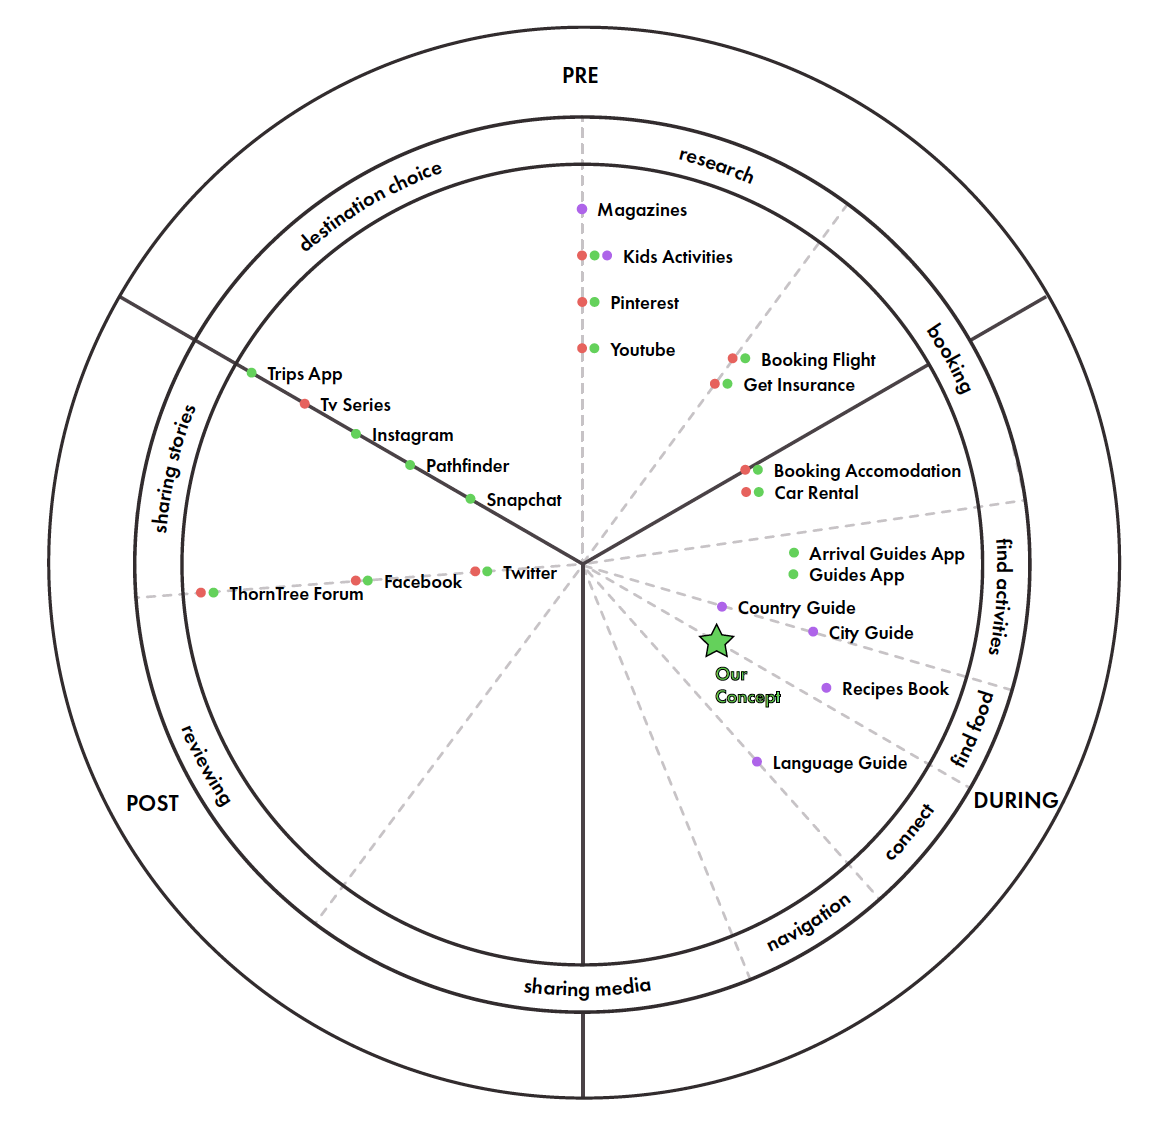 PRE
research
destination choice
Magazines
Kids Activities
Pinterest
Youtube
booking
Booking Flight
Get Insurance
Trips App
Tv Series
Instagram
Pathfinder
Snapchat
sharing stories
Booking Accomodation
Car Rental
find activities
Arrival Guides App
Guides App
Twitter
Facebook
ThornTree Forum
Country Guide
City Guide
Our
Concept
Recipes Book
find food
Language Guide
reviewing
POST
DURING
connect
navigation
sharing media